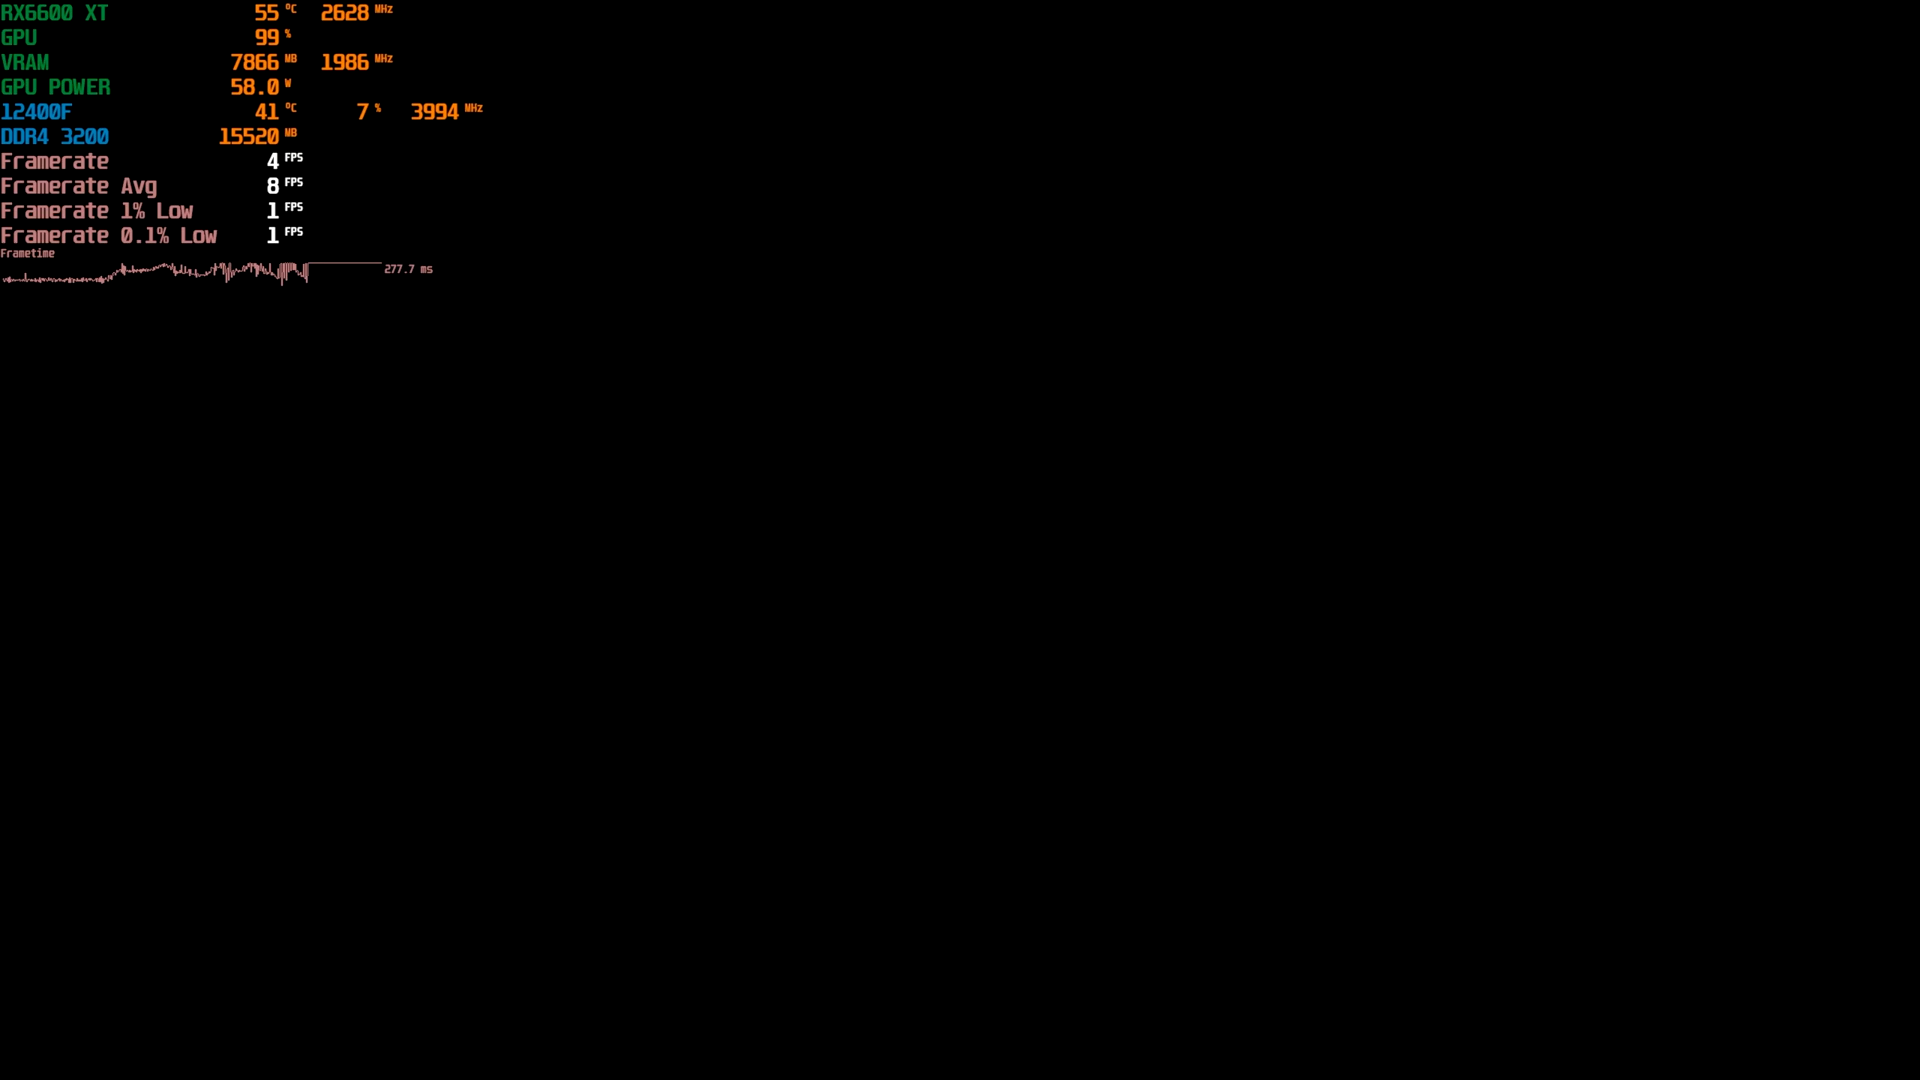 RX6600 XT 55 °C 2628 MHz
GPU 99 %
VRAM 7866 MB 1986 MHz
GPU POWER 58.0 W
12400F 41 °C 7 % 3994 MHz
DDR4 3200 15520 MB
Framerate 4 FPS
Framerate Avg 8 FPS
Framerate 1% Low 1 FPS
Framerate 0.1% Low 1 FPS
Frametime
277.7 ms